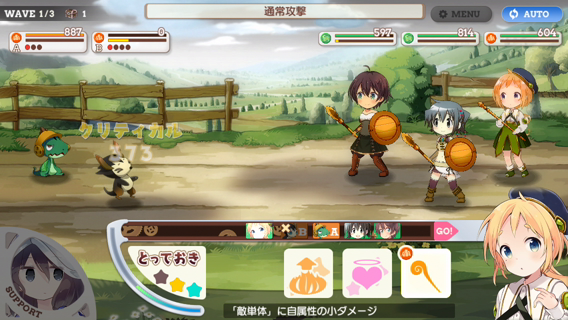 WAVE 1/3
1
通常攻撃
MENU
AUTO
887
A
0
B
597
814
604
クリティカル
373
B
A
GO!
とっておき
SUPPORT
「敵単体」に自属性の小ダメージ